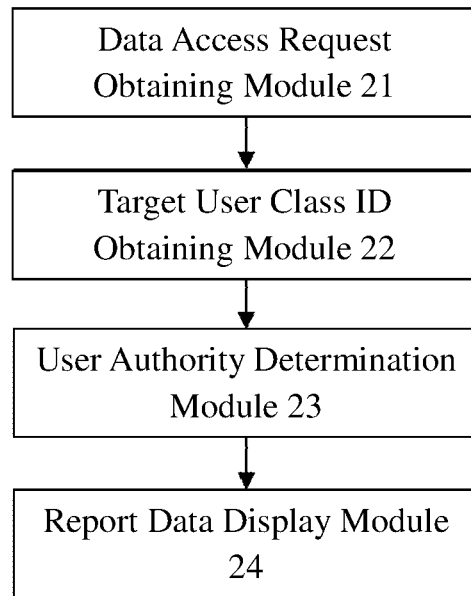 Data Access Request
Obtaining Module 21
Target User Class ID
Obtaining Module 22
User Authority Determination
Module 23
Report Data Display Module
24